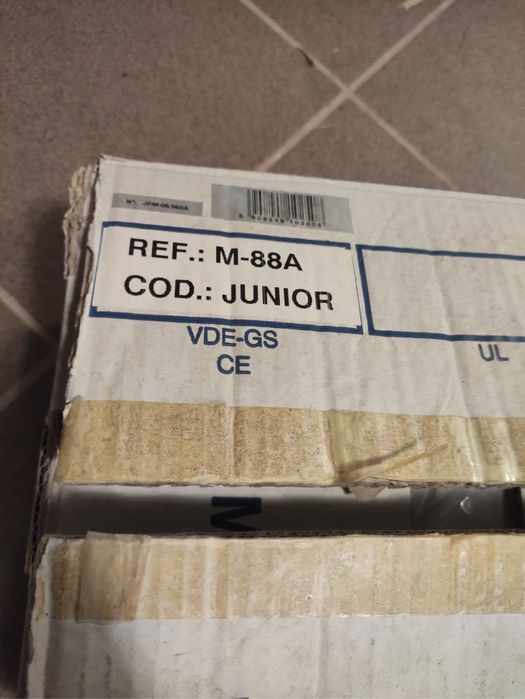 REF.: M-88A
COD.: JUNIOR
VDE-GS
CE
UL
M